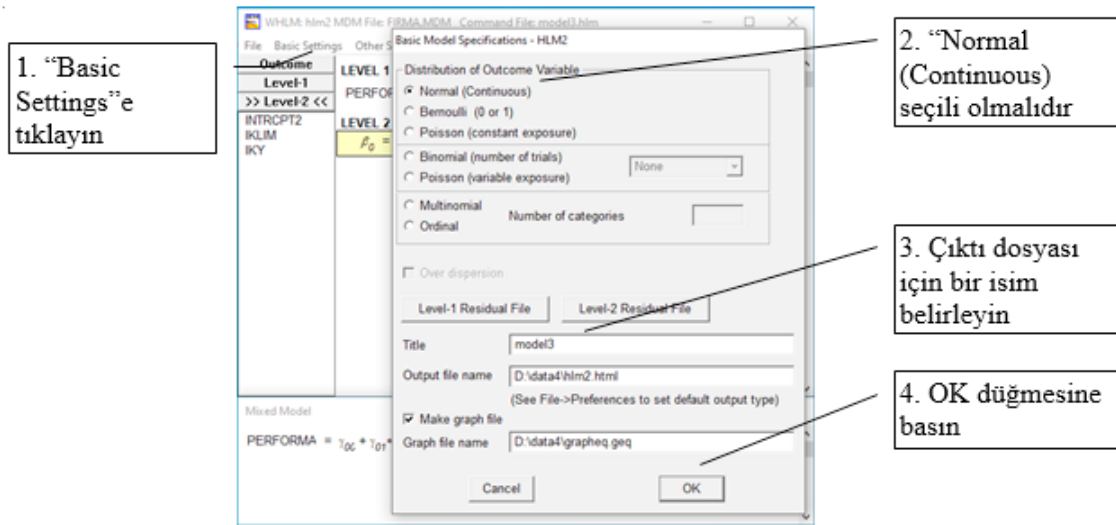 WHLM: hlm2 MDM File: FIRMA.MDM Command File: model3.hlm
File Basic Settings Other S
Outcome
Level-1
>> Level-2 <<
INTRCPT2
IKLIM
IKY
LEVEL 1
PERFOR
LEVEL 2
β0 =
Mixed Model
PERFORMA = γ00 + γ01*
Basic Model Specifications - HLM2
Distribution of Outcome Variable
Normal (Continuous)
Bernoulli (0 or 1)
Poisson (constant exposure)
Binomial (number of trials)
None
Poisson (variable exposure)
Multinomial
Ordinal
Number of categories
Over dispersion
Level-1 Residual File
Level-2 Residual File
Title
model3
Output file name
D:\data4\hlm2.html
(See File->Preferences to set default output type)
Make graph file
Graph file name
D:\data4\grapheq.geq
Cancel
OK
1. “Basic
Settings”e
tıklayın
2. “Normal
(Continuous)
seçili olmalıdır
3. Çıktı dosyası
için bir isim
belirleyin
4. OK düğmesine
basın